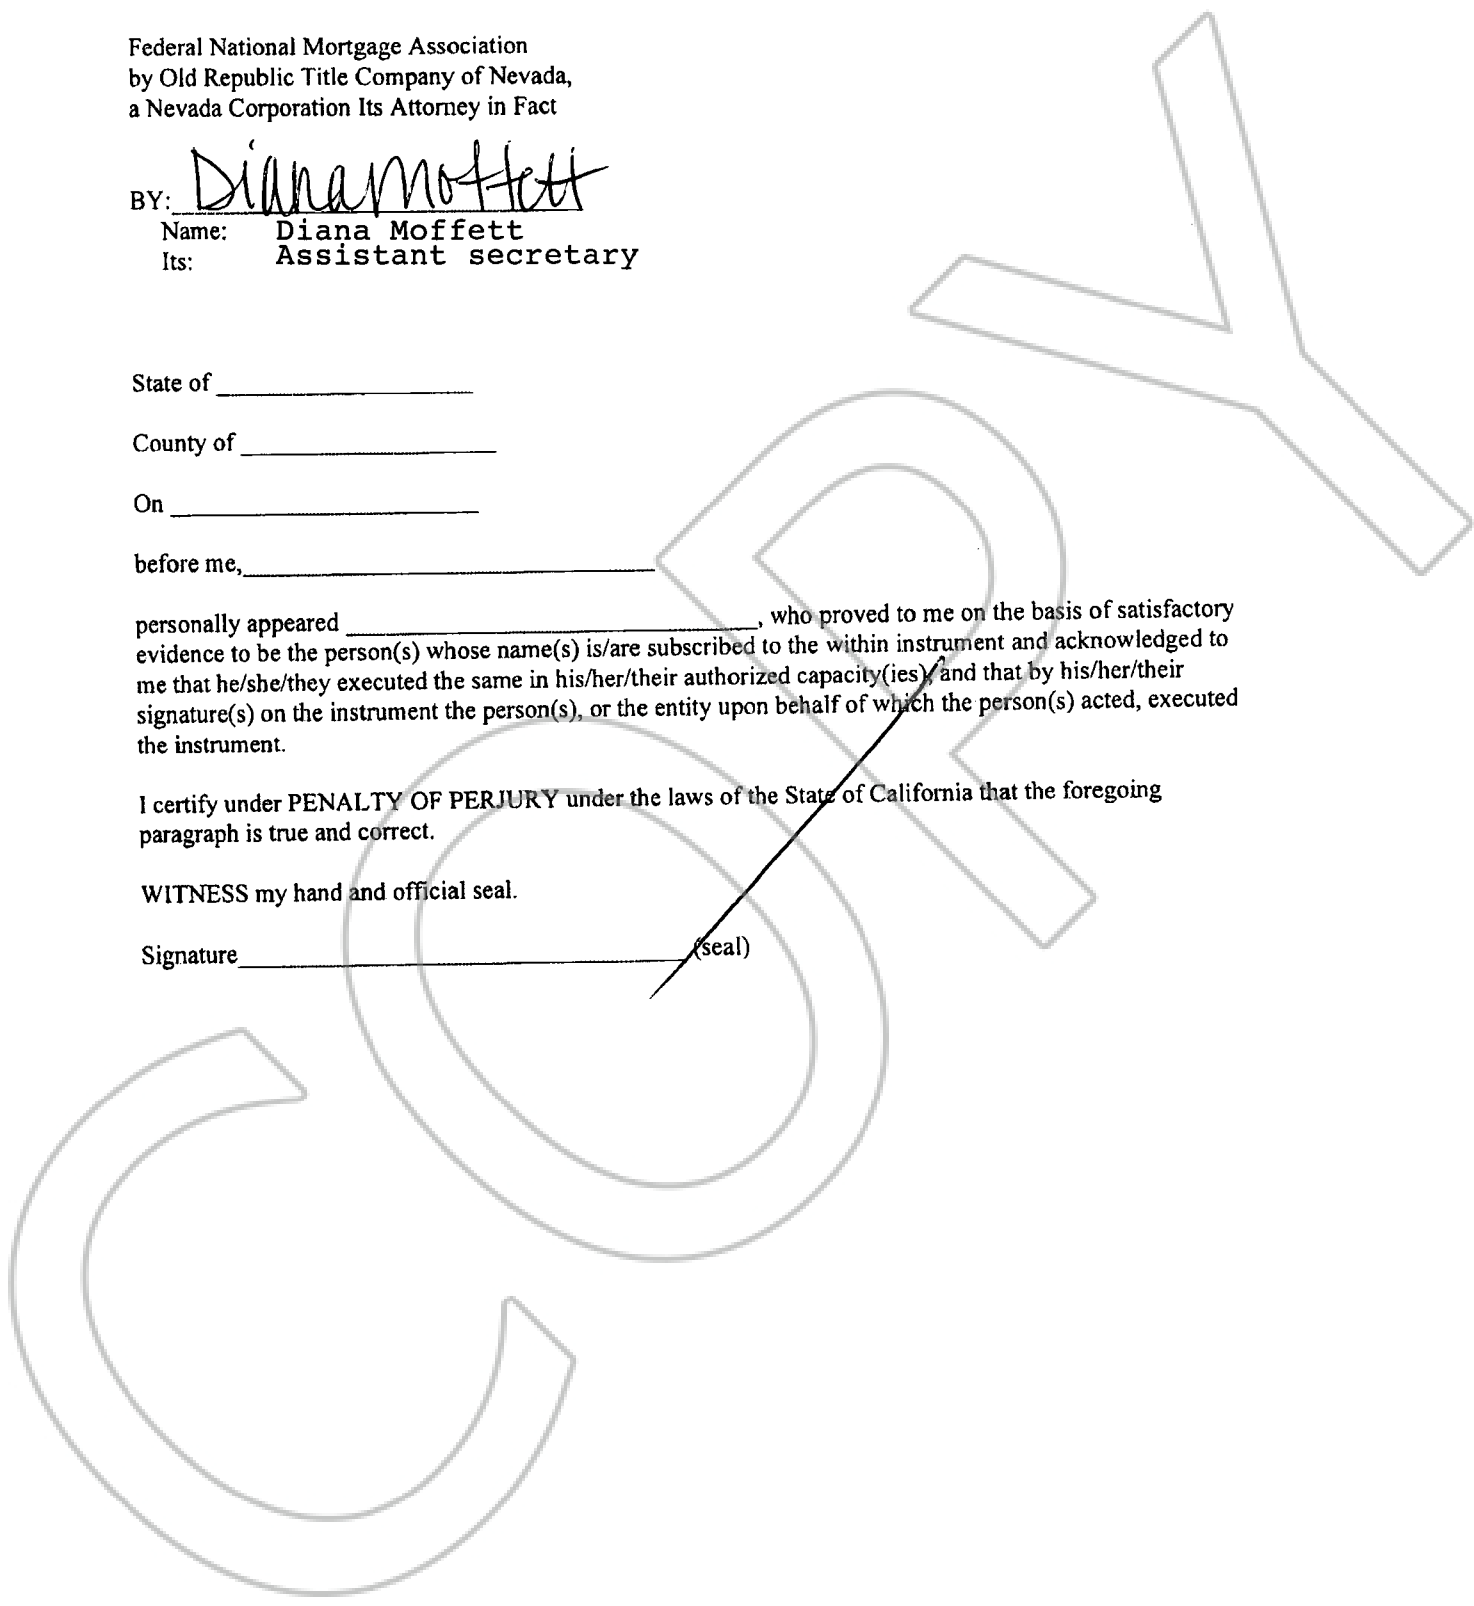 Federal National Mortgage Association
by Old Republic Title Company of Nevada,
a Nevada Corporation Its Attorney in Fact
BY: Diana Moffett
Name: Diana Moffett
Its: Assistant secretary
State of
County of
On
before me,
personally appeared , who proved to me on the basis of satisfactory
evidence to be the person(s) whose name(s) is/are subscribed to the within instrument and acknowledged to
me that he/she/they executed the same in his/her/their authorized capacity(ies), and that by his/her/their
signature(s) on the instrument the person(s), or the entity upon behalf of which the person(s) acted, executed
the instrument.
I certify under PENALTY OF PERJURY under the laws of the State of California that the foregoing
paragraph is true and correct.
WITNESS my hand and official seal.
Signature (seal)
COPY